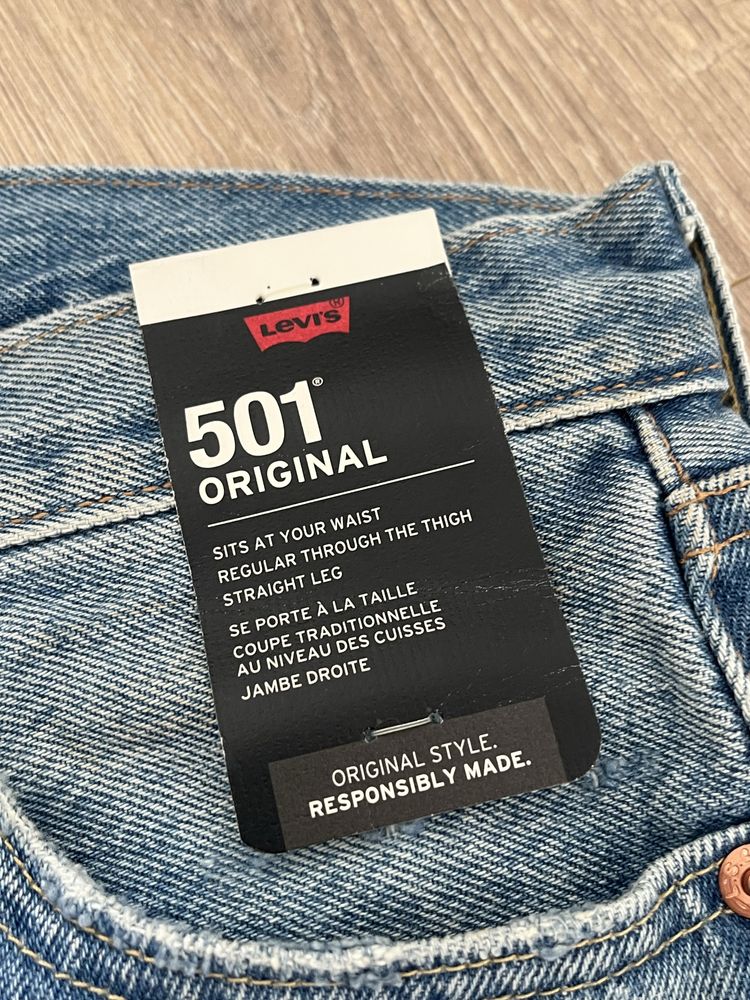 Levi's®
501®
ORIGINAL
SITS AT YOUR WAIST
REGULAR THROUGH THE THIGH
STRAIGHT LEG
SE PORTE À LA TAILLE
COUPE TRADITIONNELLE
AU NIVEAU DES CUISSES
JAMBE DROITE
ORIGINAL STYLE.
RESPONSIBLY MADE.